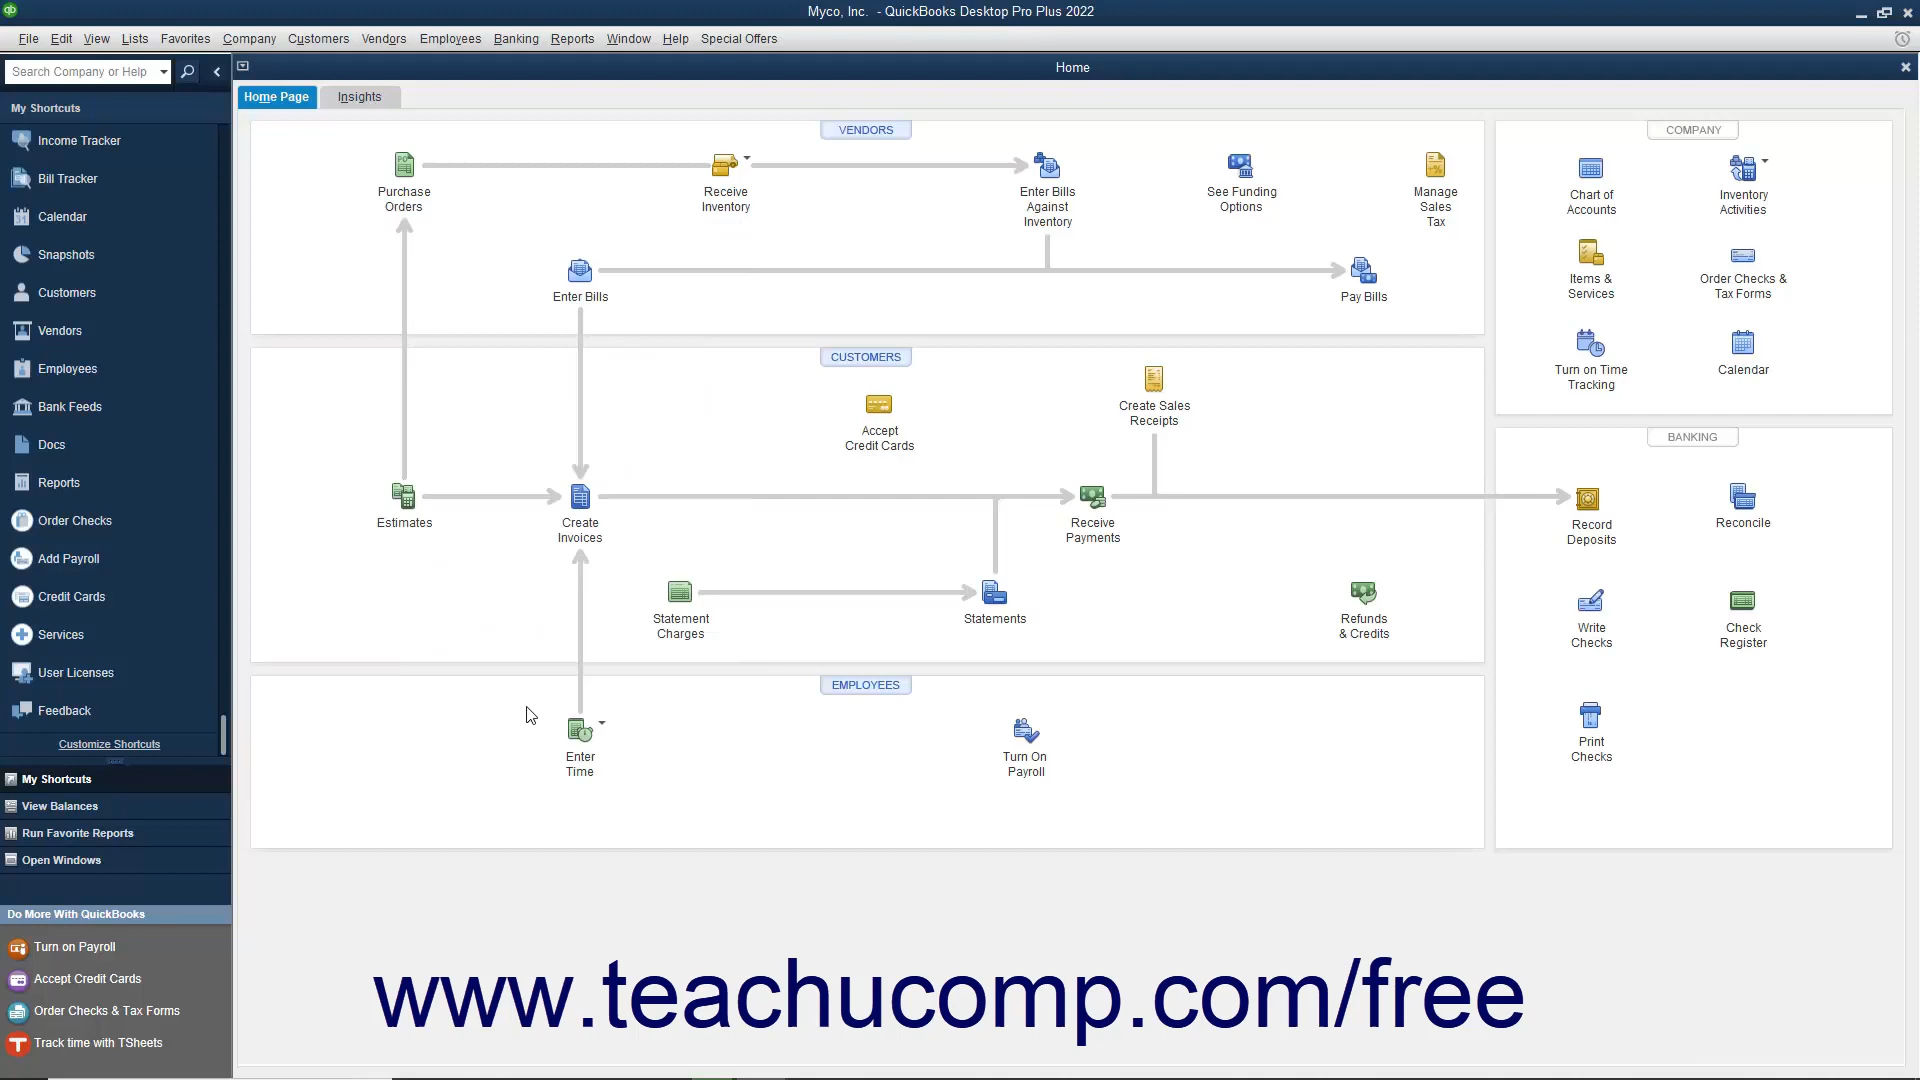 Myco, Inc. - QuickBooks Desktop Pro Plus 2022
File Edit View Lists Favorites Company Customers Vendors Employees Banking Reports Window Help Special Offers
Search Company or Help
Home
My Shortcuts
Income Tracker
Bill Tracker
Calendar
Snapshots
Customers
Vendors
Employees
Bank Feeds
Docs
Reports
Order Checks
Add Payroll
Credit Cards
Services
User Licenses
Feedback
Customize Shortcuts
My Shortcuts
View Balances
Run Favorite Reports
Open Windows
Do More With QuickBooks
Turn on Payroll
Accept Credit Cards
Order Checks & Tax Forms
Track time with TSheets
Home Page Insights
VENDORS
Purchase
Orders
Receive
Inventory
Enter Bills
Against
Inventory
See Funding
Options
Manage
Sales
Tax
Enter Bills
Pay Bills
CUSTOMERS
Accept
Credit Cards
Create Sales
Receipts
Estimates
Create
Invoices
Receive
Payments
Statement
Charges
Statements
Refunds
& Credits
EMPLOYEES
Enter
Time
Turn On
Payroll
COMPANY
Chart of
Accounts
Inventory
Activities
Items &
Services
Order Checks &
Tax Forms
Turn on Time
Tracking
Calendar
BANKING
Record
Deposits
Reconcile
Write
Checks
Check
Register
Print
Checks
www.teachucomp.com/free